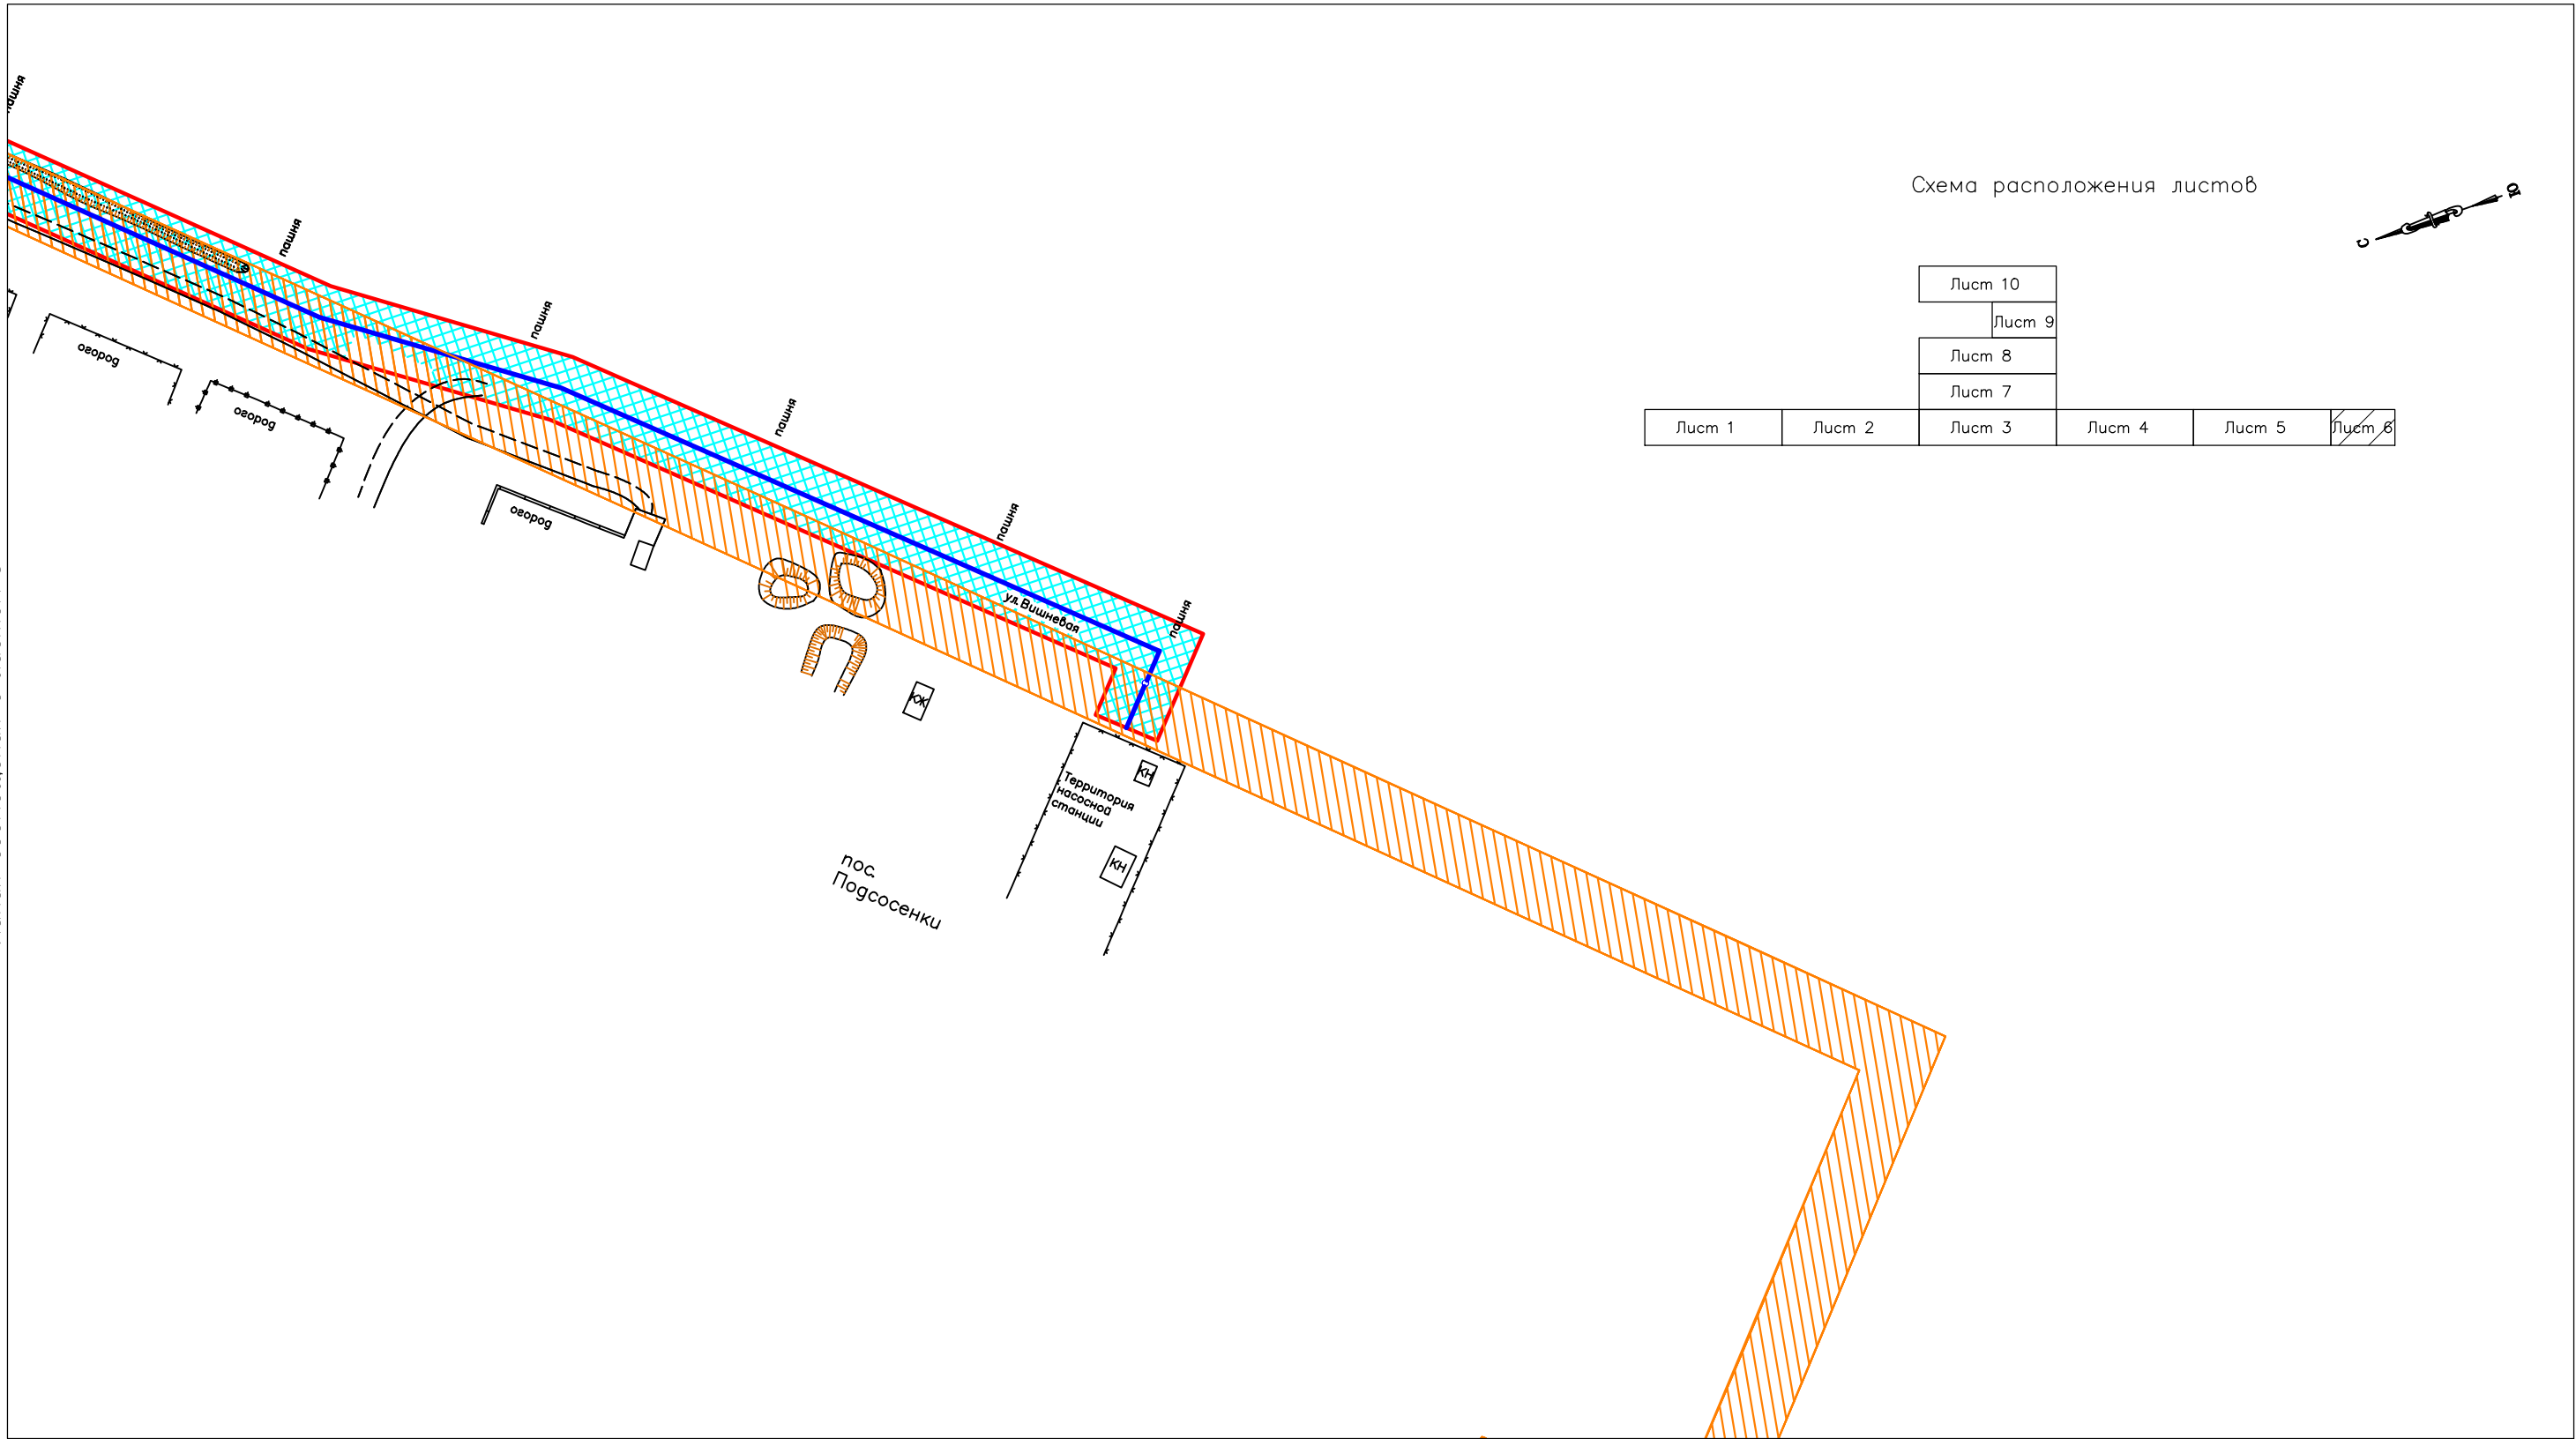 пашня
пашня
пашня
пашня
пашня
огород
огород
огород
ул. Вишневая
КЖ
КН
Территория
насосной
станции
КН
пос.
Подсосенки
Схема расположения листов
С
Ю
Лист 10
Лист 9
Лист 8
Лист 7
Лист 1
Лист 2
Лист 3
Лист 4
Лист 5
Лист 6